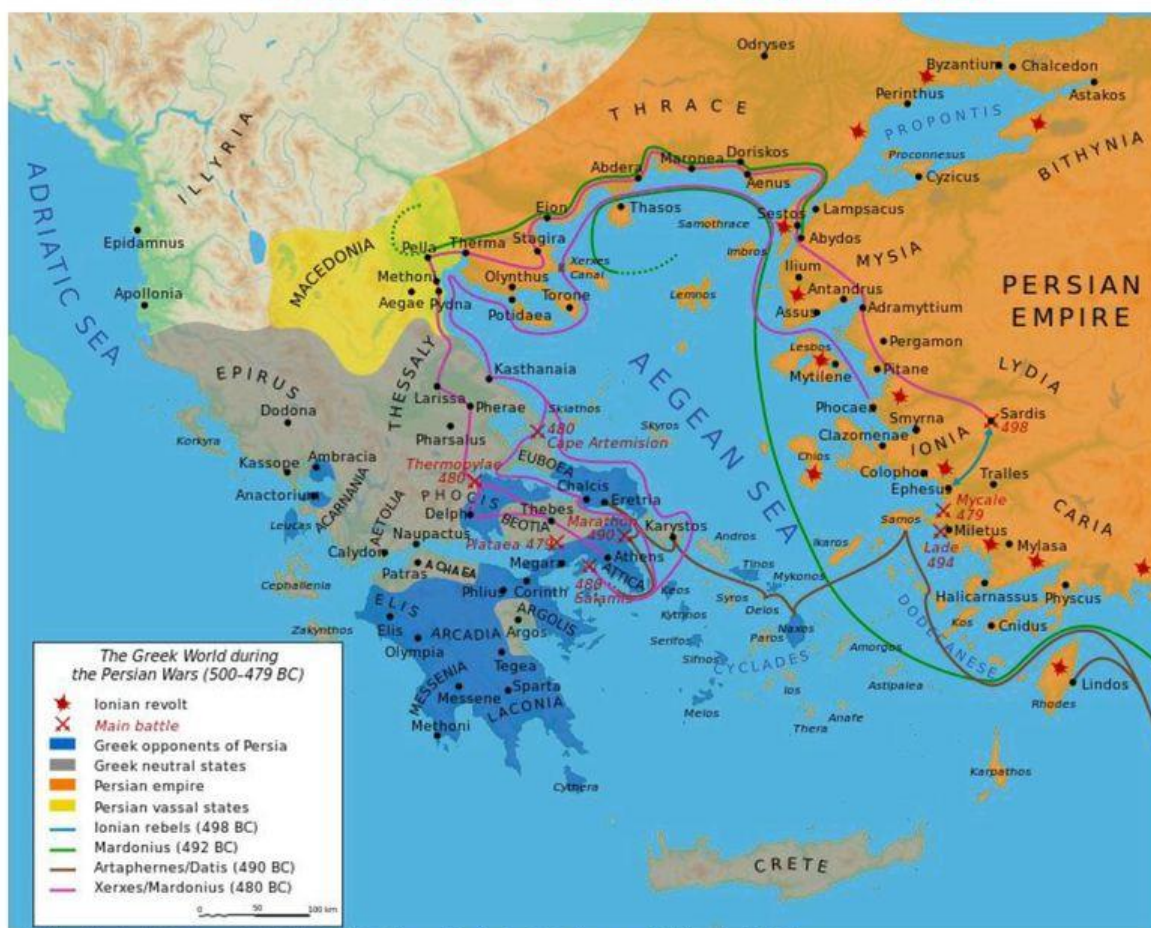 Odryses
Byzantium
Chalcedon
Perinthus
Astakos
THRACE
PROPONTIS
BITHYNIA
ILLYRIA
ADRIATIC SEA
Maronea
Doriskos
Abdera
Aenus
Proconnesus
Cyzicus
Eion
Thasos
Samothrace
Sestos
Lampsacus
Abydos
Epidamnus
Pella
Therma
Stagira
Xerxes
Canal
Imbros
MYSIA
MACEDONIA
Methoni
Olynthus
Ilium
Antandrus
PERSIAN
EMPIRE
Apollonia
Aegae
Pydna
Torone
Potidaea
Lemnos
Assus
Adramyttium
Pergamon
EPIRUS
THESSALY
Kasthanaia
AEGEAN SEA
Lesbos
Mytilene
Pitane
LYDIA
Dodona
Larissa
Pherae
Skiathos
Phocaea
Smyrna
Sardis
498
Korkyra
Pharsalus
480
Cape Artemision
Skyros
Clazomenae
IONIA
Kassope
Ambracia
Thermopylae
480
EUBOEA
Chios
Colopho
Tralles
Anactorium
ACARNANIA
AETOLIA
PHOCIS
Chalcis
Eretria
Ephesus
Mycale
479
CARIA
Leucas
Delphi
Thebes
BEOTIA
Marathon
490
Karystos
Samos
Miletus
Naupactus
Plataea 479
Andros
Ikaros
Lade
494
Mylasa
Calydon
Athens
Tinos
Mykonos
Patras
ACHAEA
Megara
ATTICA
Cephallenia
Phlius
Corinth
480
Salamis
Keos
Syros
Delos
Halicarnassus
Physcus
ELIS
ARGOLIS
Kythnos
Naxos
DODECANESE
Kos
Zakynthos
Elis
ARCADIA
Argos
Serifos
Paros
Cnidus
Olympia
Sifnos
CYCLADES
Amorgos
Tegea
Astipalea
Lindos
MESSENIA
Messene
Sparta
Ios
Rhodes
LACONIA
Melos
Anafe
Methoni
Thera
Karpathos
Cythera
CRETE
The Greek World during
the Persian Wars (500–479 BC)
Ionian revolt
Main battle
Greek opponents of Persia
Greek neutral states
Persian empire
Persian vassal states
Ionian rebels (498 BC)
Mardonius (492 BC)
Artaphernes/Datis (490 BC)
Xerxes/Mardonius (480 BC)
0 50 100 km